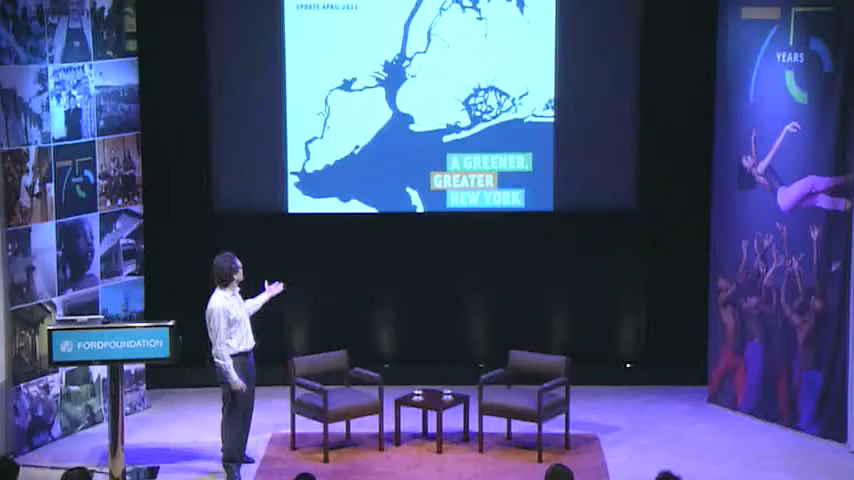 UPDATE APRIL 2011
A GREENER,
GREATER
NEW YORK
YEARS
FORDFOUNDATION